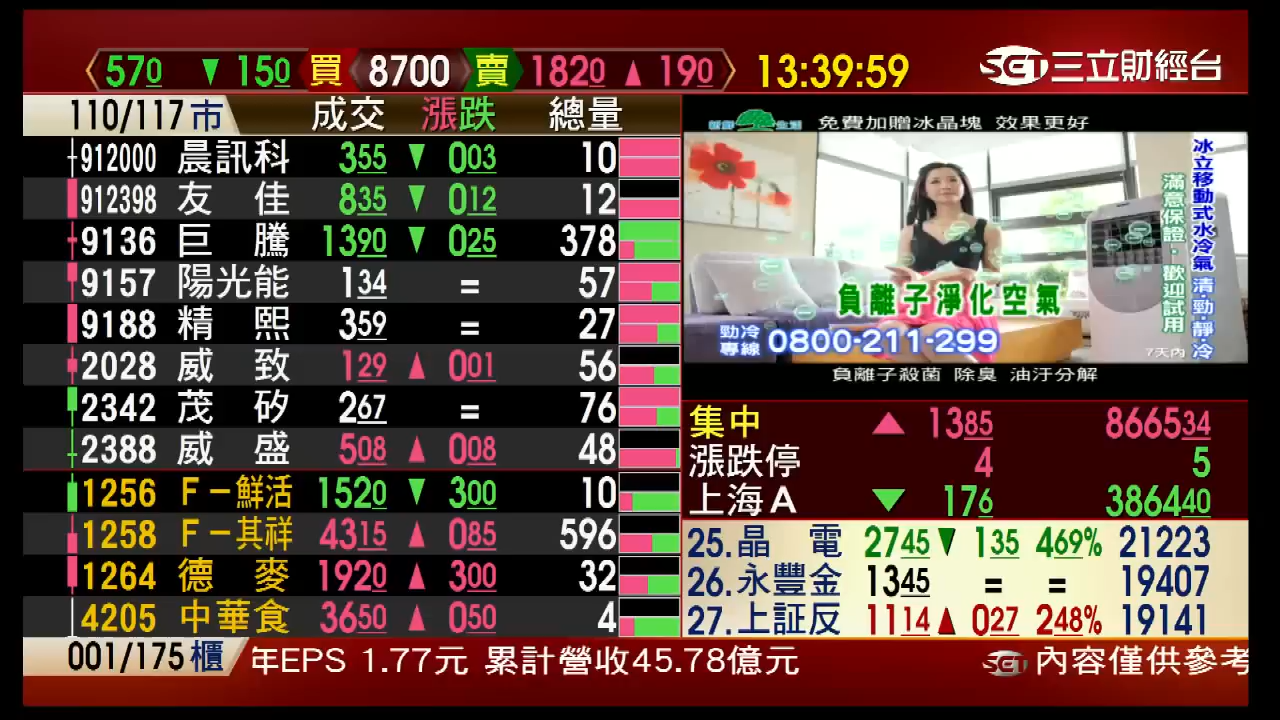 570 ▼ 150 買 8700 賣 1820 ▲ 190 13:39:59 SET 三立財經台
110/117 市 成交 漲跌 總量
912000 晨訊科 355 ▼ 003 10
912398 友佳 835 ▼ 012 12
9136 巨騰 1390 ▼ 025 378
9157 陽光能 134 = 57
9188 精熙 359 = 27
2028 威致 129 ▲ 001 56
2342 茂矽 267 = 76
2388 威盛 508 ▲ 008 48
1256 F－鮮活 1520 ▼ 300 10
1258 F－其祥 4315 ▲ 085 596
1264 德麥 1920 ▲ 300 32
4205 中華食 3650 ▲ 050 4
001/175 櫃
免費加贈冰晶塊 效果更好
冰立移動式水冷氣 清·勁·靜·冷
滿意保證·歡迎試用
負離子淨化空氣
勁冷專線 0800-211-299
7天內
負離子殺菌 除臭 油汙分解
集中 ▲ 1385 866534
漲跌停 4 5
上海A ▼ 176 386440
25.晶電 2745 ▼ 135 469% 21223
26.永豐金 1345 = = 19407
27.上証反 1114 ▲ 027 248% 19141
年EPS 1.77元 累計營收45.78億元 SET 內容僅供參考